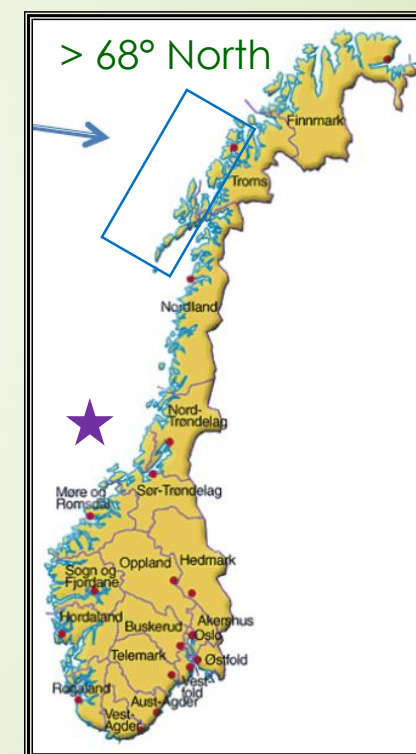 > 68° North
Finnmark
Troms
Nordland
Nord-
Trøndelag
Møre og
Romsdal
Sør-Trøndelag
Oppland
Hedmark
Sogn og
Fjordane
Hordaland
Buskerud
Akershus
Oslo
Telemark
Østfold
Vest-
fold
Rogaland
Aust-Agder
Vest-
Agder